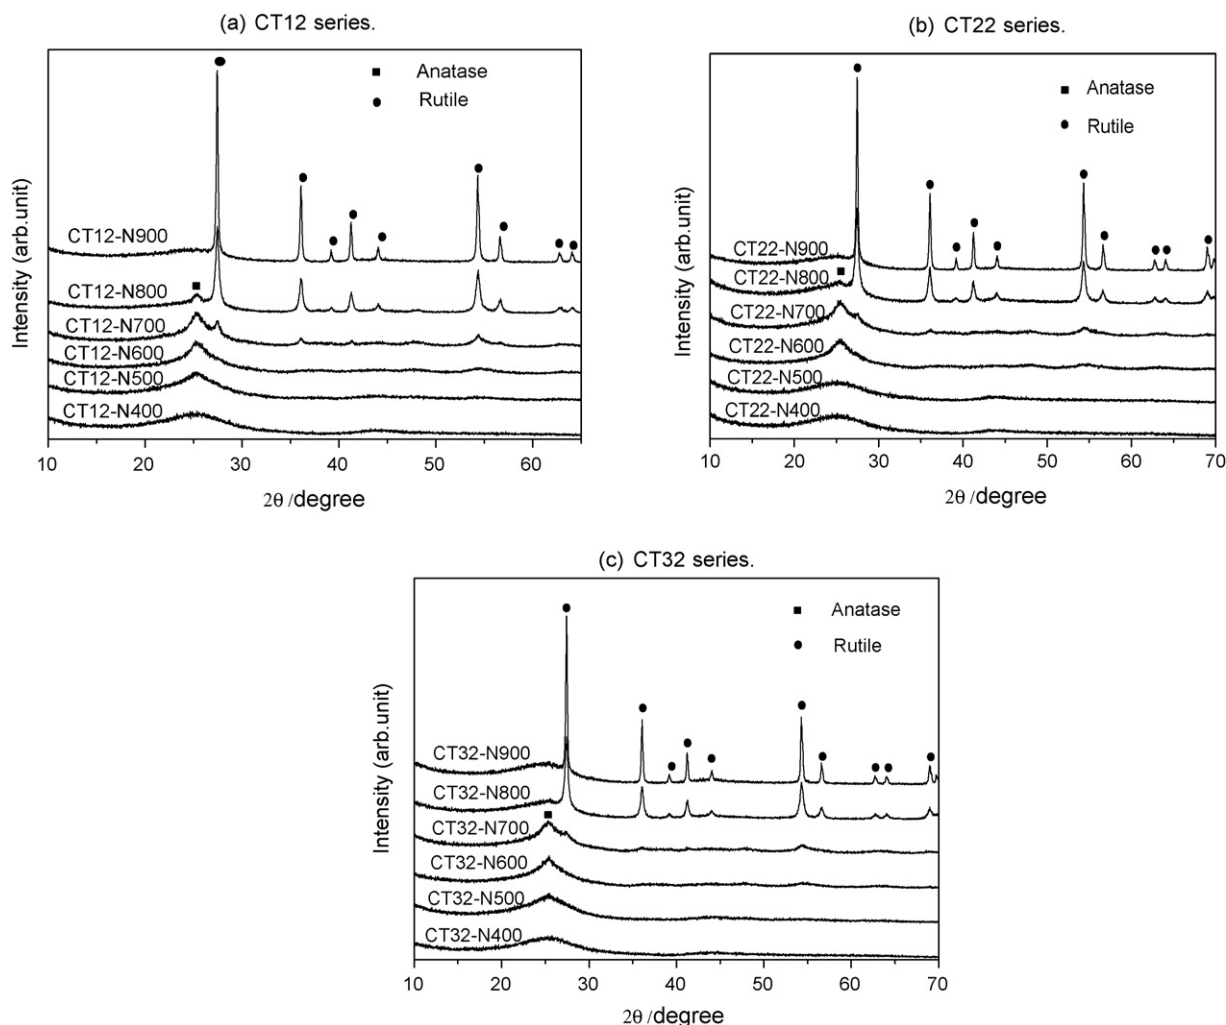 (a) CT12 series.
Anatase
Rutile
CT12-N900
CT12-N800
CT12-N700
CT12-N600
CT12-N500
CT12-N400
Intensity (arb.unit)
10 20 30 40 50 60
2θ /degree
(b) CT22 series.
Anatase
Rutile
CT22-N900
CT22-N800
CT22-N700
CT22-N600
CT22-N500
CT22-N400
Intensity (arb.unit)
10 20 30 40 50 60 70
2θ /degree
(c) CT32 series.
Anatase
Rutile
CT32-N900
CT32-N800
CT32-N700
CT32-N600
CT32-N500
CT32-N400
Intensity (arb.unit)
10 20 30 40 50 60 70
2θ /degree